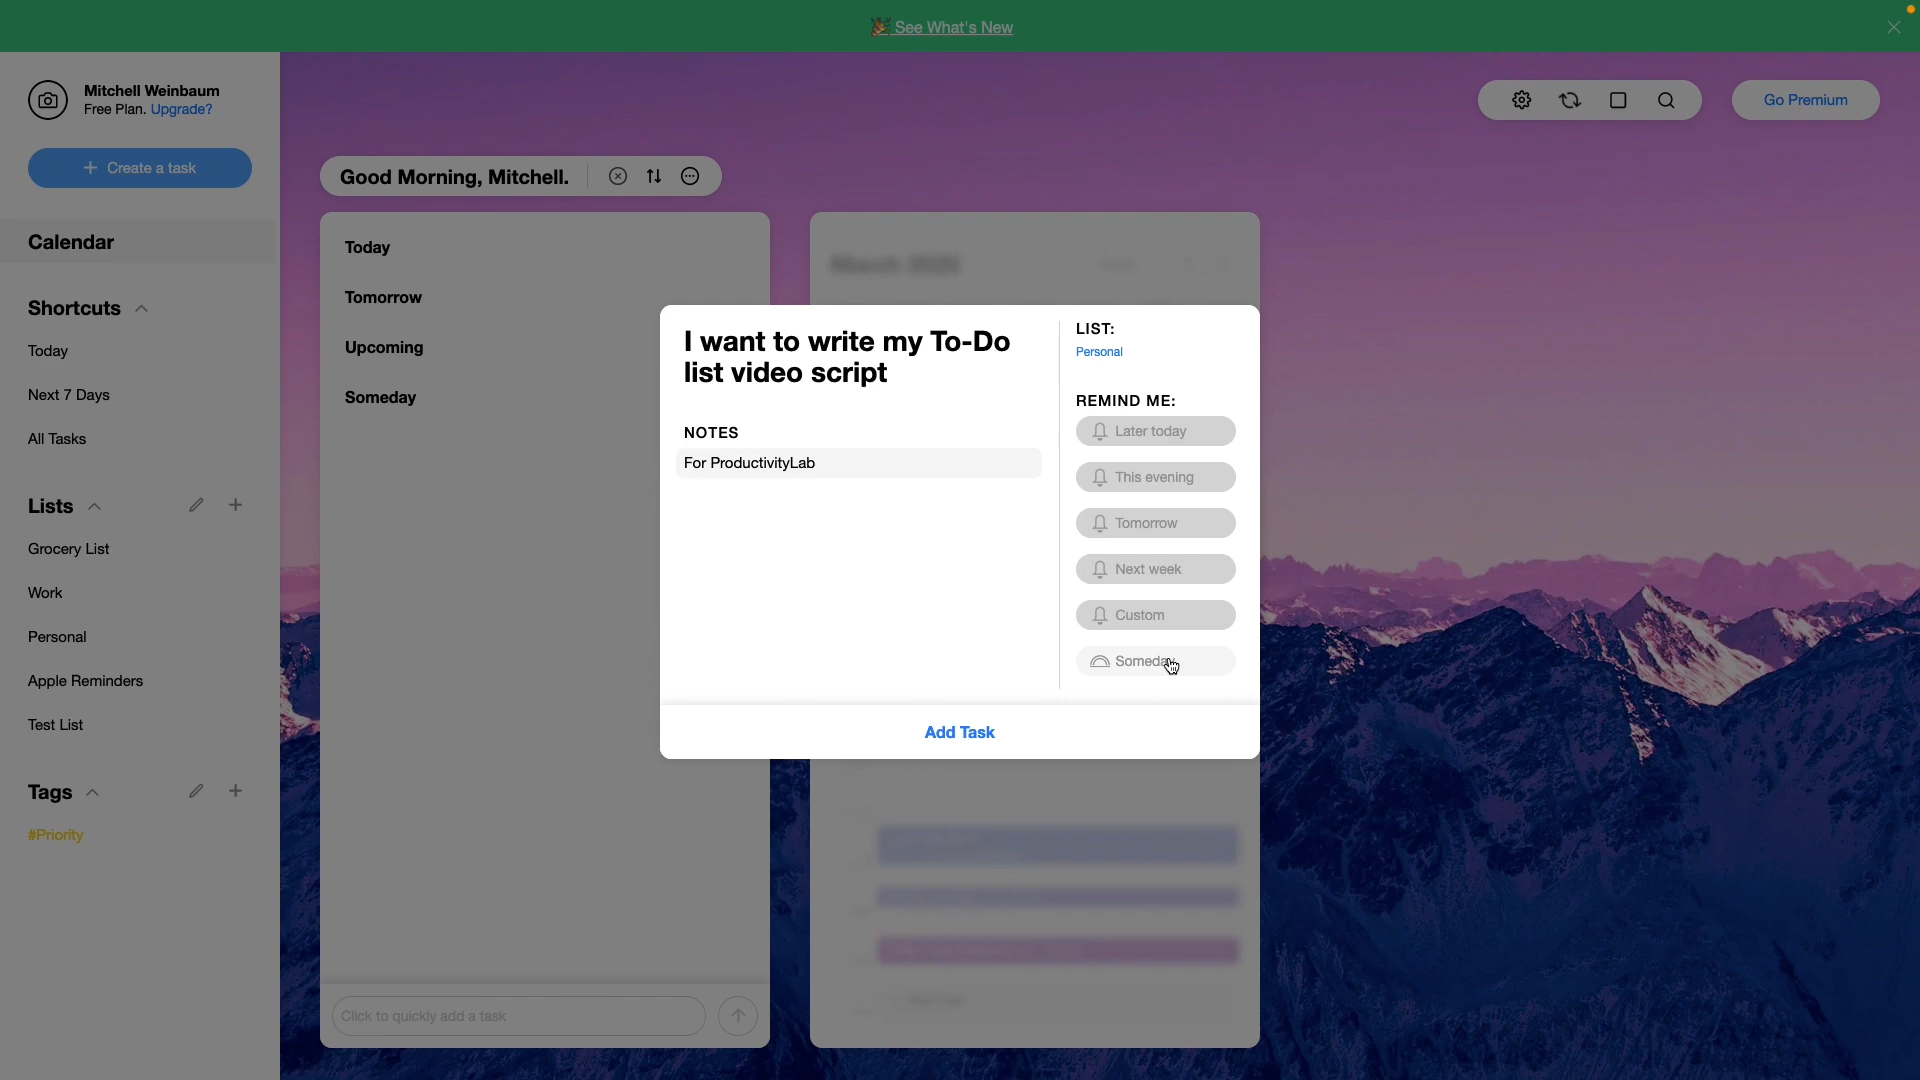 See What's New
Mitchell Weinbaum
Free Plan. Upgrade?
Go Premium
+ Create a task
Good Morning, Mitchell.
Calendar
Shortcuts
Today
Next 7 Days
All Tasks
Lists
Grocery List
Work
Personal
Apple Reminders
Test List
Tags
#Priority
Today
Tomorrow
Upcoming
Someday
Click to quickly add a task
I want to write my To-Do
list video script
NOTES
For ProductivityLab
LIST:
Personal
REMIND ME:
Later today
This evening
Tomorrow
Next week
Custom
Someday
Add Task